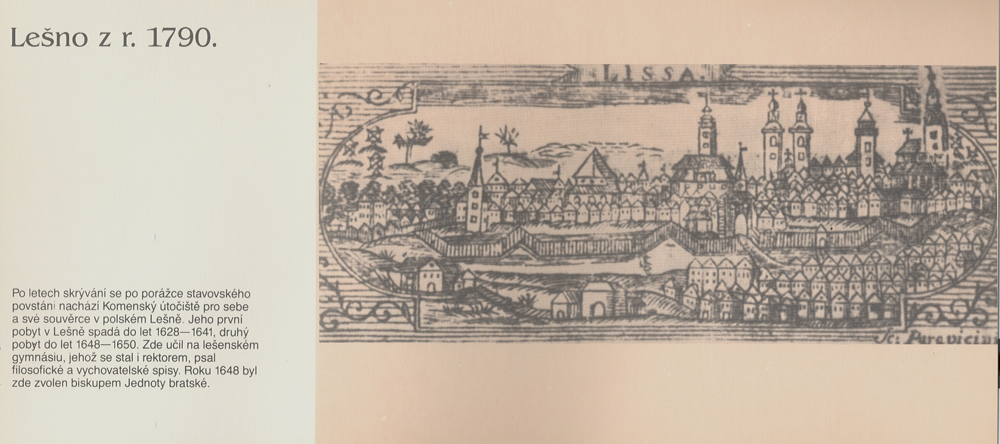 Lešno z r. 1790.
LISSA.
Po letech skrývání se po porážce stavovského
povstání nachází Komenský útočiště pro sebe
a své souvěrce v polském Lešně. Jeho první
pobyt v Lešně spadá do let 1628—1641, druhý
pobyt do let 1648—1650. Zde učil na lešenském
gymnásiu, jehož se stal i rektorem, psal
filosofické a vychovatelské spisy. Roku 1648 byl
zde zvolen biskupem Jednoty bratské.
Sc: Paravicini